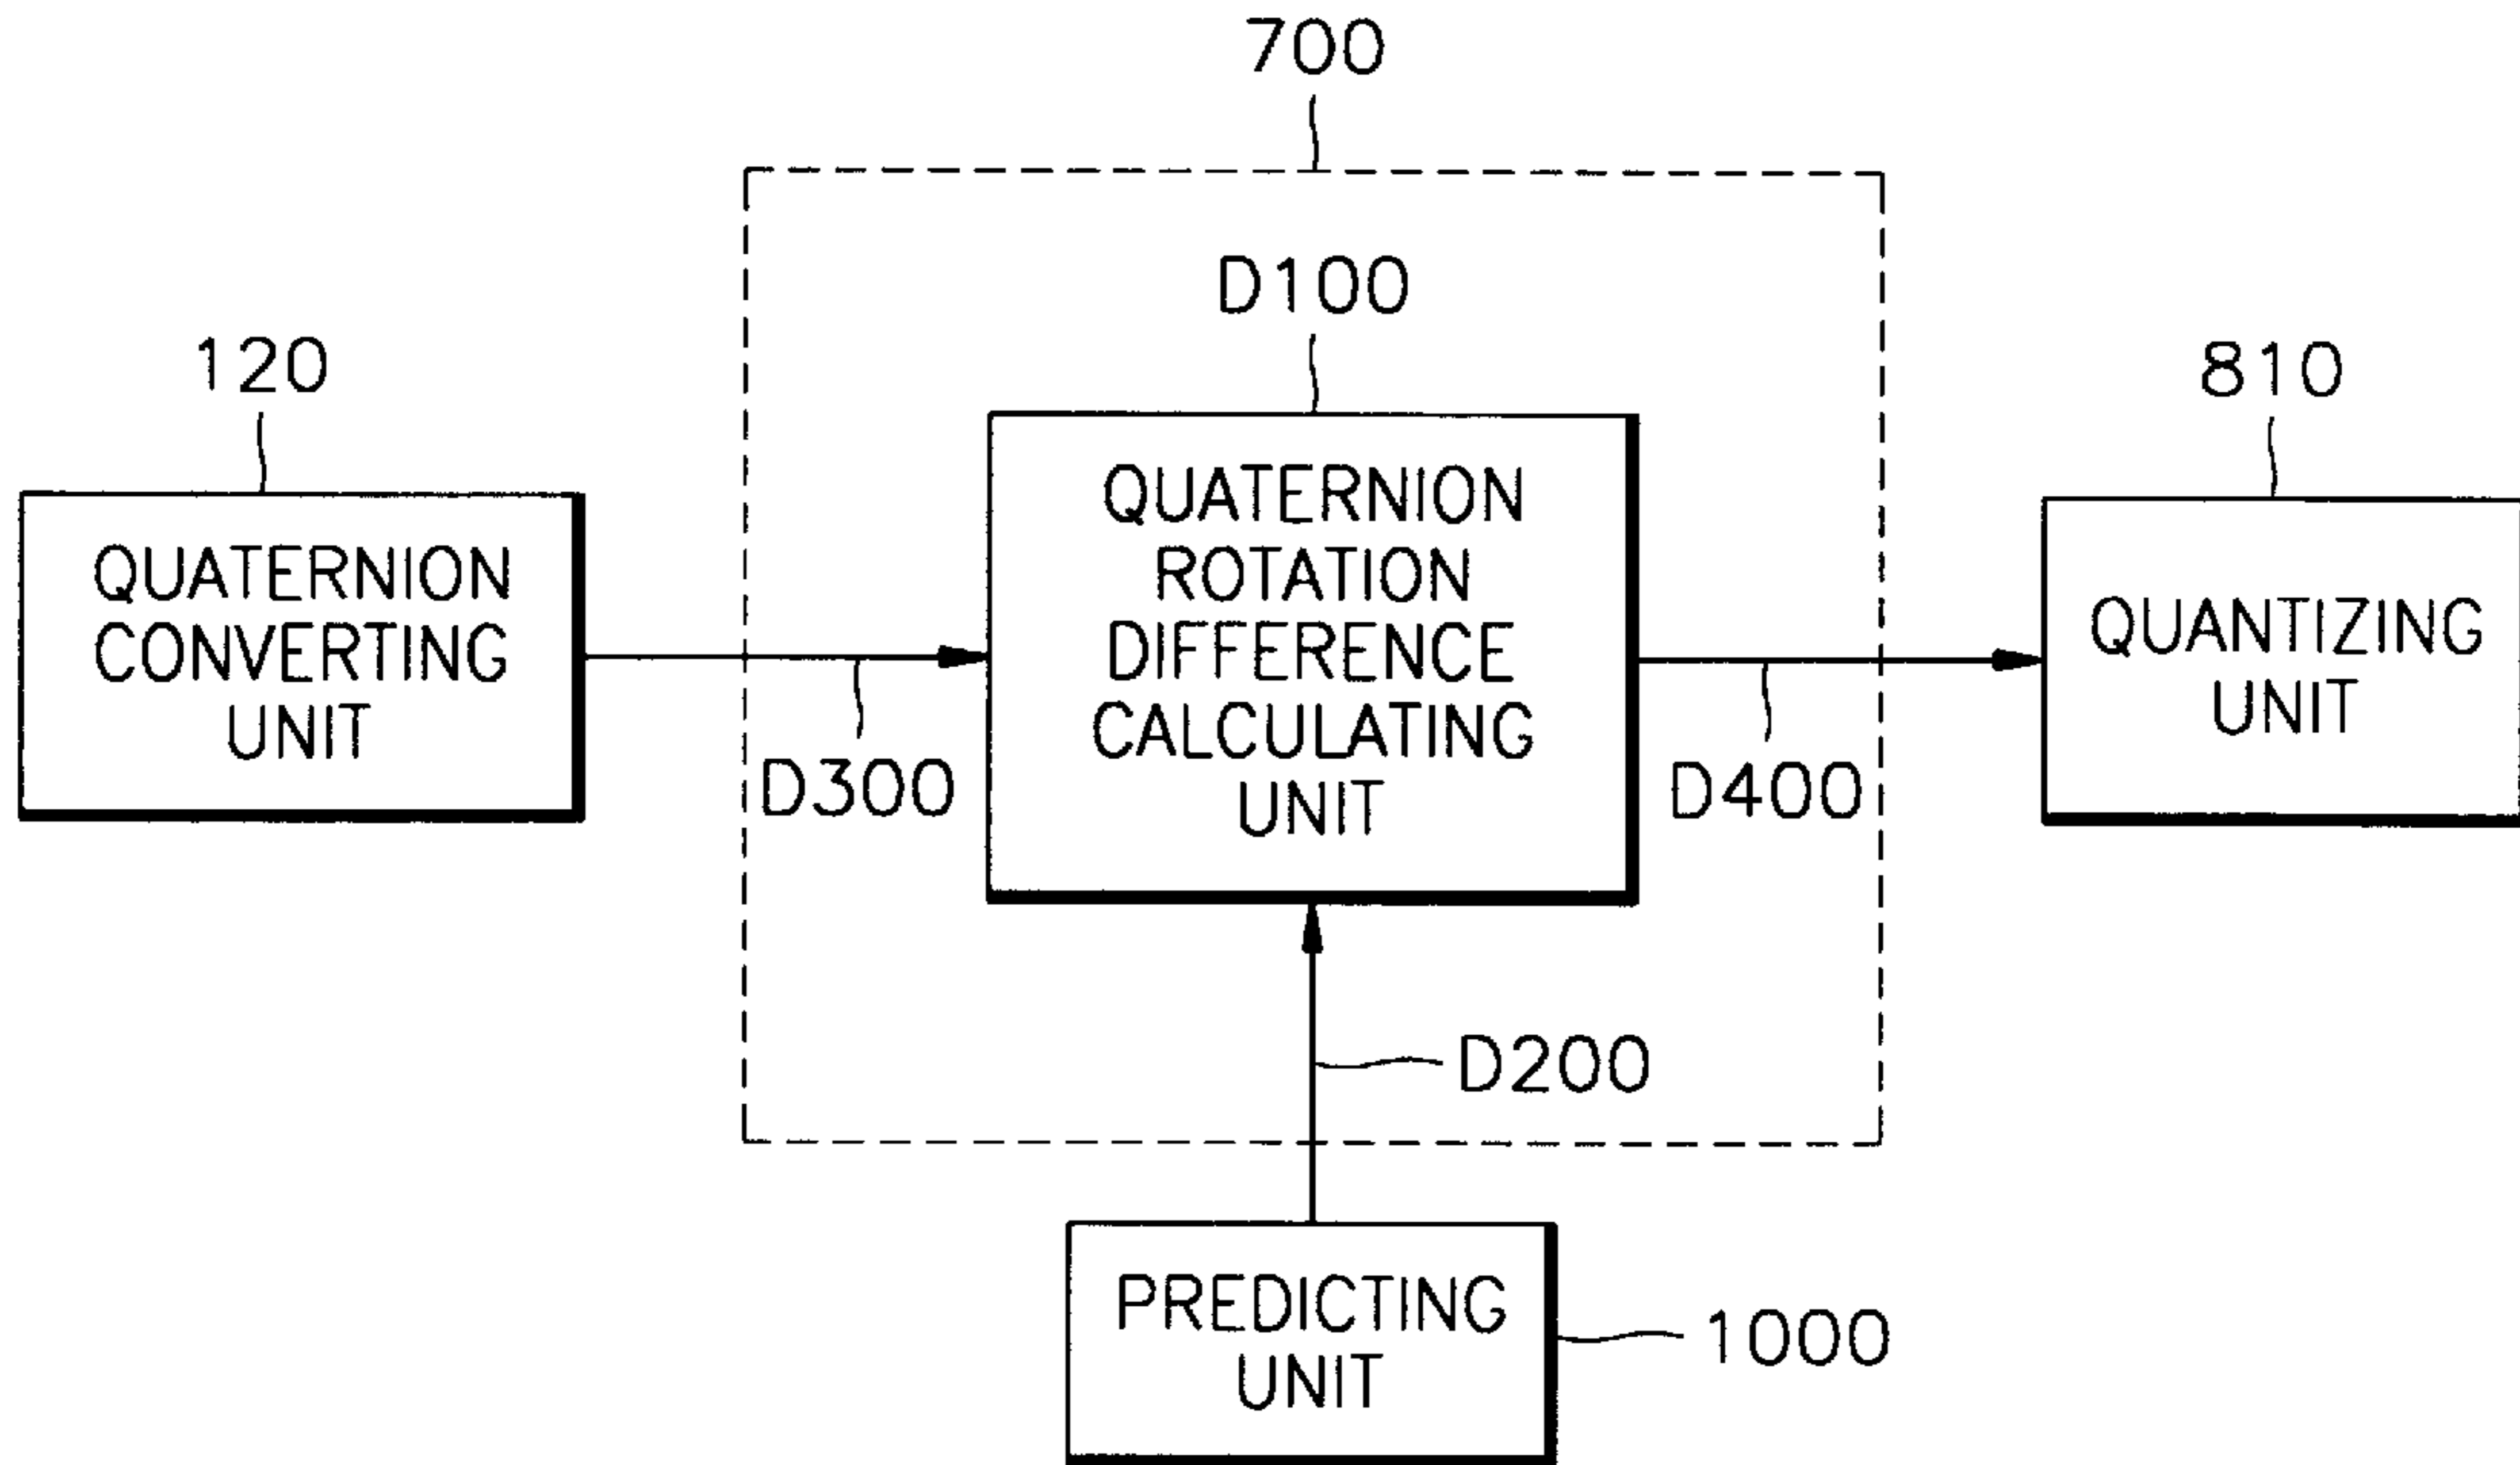 700
D100
120
810
QUATERNION
ROTATION
DIFFERENCE
CALCULATING
UNIT
QUATERNION
CONVERTING
UNIT
QUANTIZING
UNIT
D300
D400
D200
PREDICTING
UNIT
1000